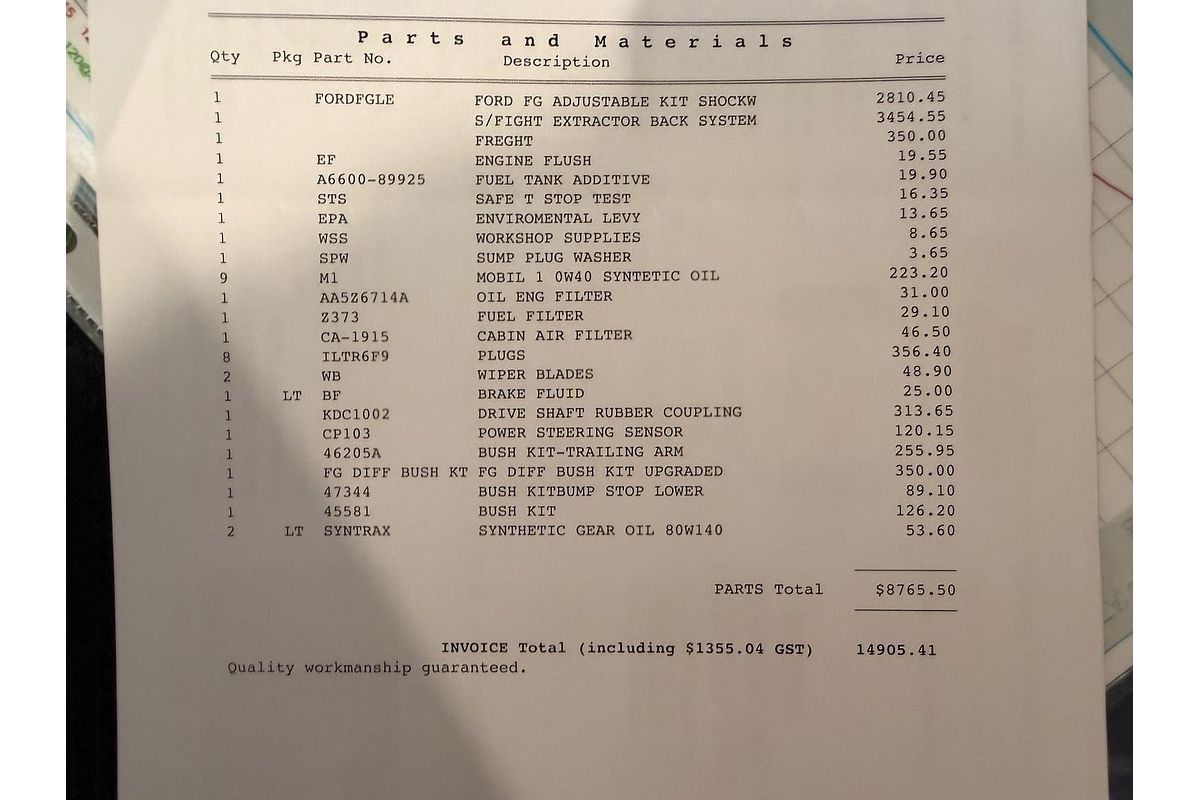 Parts and Materials
Qty Pkg Part No. Description Price
1 FORDFGLE FORD FG ADJUSTABLE KIT SHOCKW 2810.45
1 S/FIGHT EXTRACTOR BACK SYSTEM 3454.55
1 FREGHT 350.00
1 EF ENGINE FLUSH 19.55
1 A6600-89925 FUEL TANK ADDITIVE 19.90
1 STS SAFE T STOP TEST 16.35
1 EPA ENVIROMENTAL LEVY 13.65
1 WSS WORKSHOP SUPPLIES 8.65
1 SPW SUMP PLUG WASHER 3.65
9 M1 MOBIL 1 0W40 SYNTETIC OIL 223.20
1 AA5Z6714A OIL ENG FILTER 31.00
1 Z373 FUEL FILTER 29.10
1 CA-1915 CABIN AIR FILTER 46.50
8 ILTR6F9 PLUGS 356.40
2 WB WIPER BLADES 48.90
1 LT BF BRAKE FLUID 25.00
1 KDC1002 DRIVE SHAFT RUBBER COUPLING 313.65
1 CP103 POWER STEERING SENSOR 120.15
1 46205A BUSH KIT-TRAILING ARM 255.95
1 FG DIFF BUSH KT FG DIFF BUSH KIT UPGRADED 350.00
1 47344 BUSH KITBUMP STOP LOWER 89.10
1 45581 BUSH KIT 126.20
2 LT SYNTRAX SYNTHETIC GEAR OIL 80W140 53.60
PARTS Total $8765.50
INVOICE Total (including $1355.04 GST) 14905.41
Quality workmanship guaranteed.